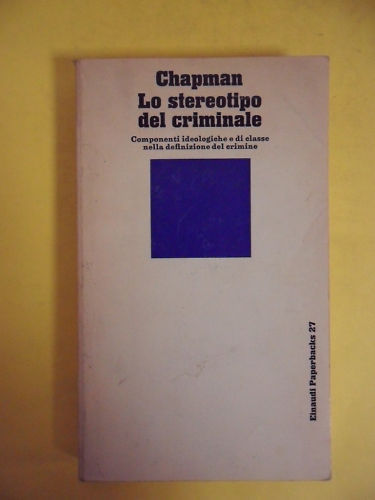 Chapman
Lo stereotipo
del criminale
Componenti ideologiche e di classe
nella definizione del crimine
Einaudi Paperbacks 27